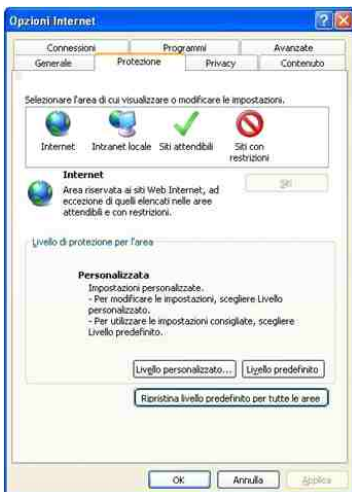 Opzioni Internet
Connessioni Programmi Avanzate
Generale Protezione Privacy Contenuto
Selezionare l'area di cui visualizzare o modificare le impostazioni.
Internet Intranet locale Siti attendibili Siti con
restrizioni
Internet
Area riservata ai siti Web Internet, ad
eccezione di quelli elencati nelle aree
attendibili e con restrizioni.
Siti
Livello di protezione per l'area
Personalizzata
Impostazioni personalizzate.
- Per modificare le impostazioni, scegliere Livello
personalizzato.
- Per utilizzare le impostazioni consigliate, scegliere
Livello predefinito.
Livello personalizzato... Livello predefinito
Ripristina livello predefinito per tutte le aree
OK Annulla Applica